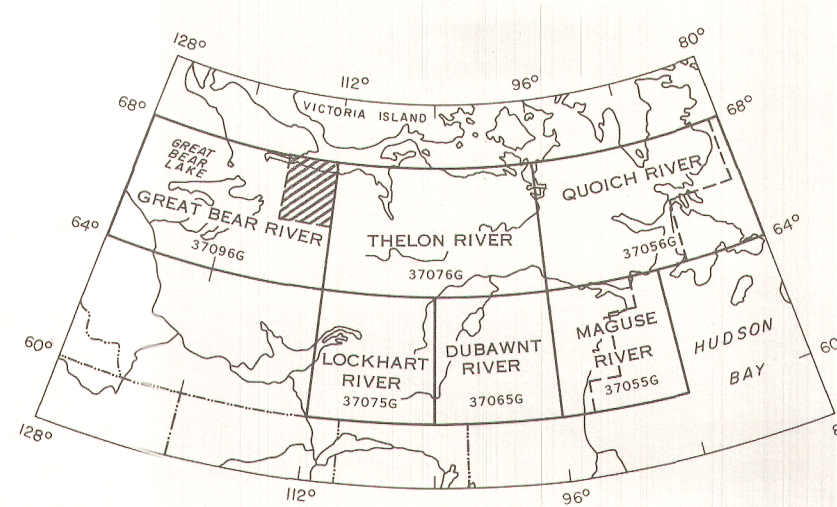 128°
80°
112°
96°
68°
VICTORIA ISLAND
68°
GREAT
BEAR
LAKE
QUOICH RIVER
GREAT BEAR RIVER
64°
64°
THELON RIVER
37056G
37096G
37076G
MAGUSE
HUDSON
60°
60
LOCKHART
DUBAWNT
RIVER
RIVER
RIVER
BAY
37055G
37075G
37065G
128°
112°
96°